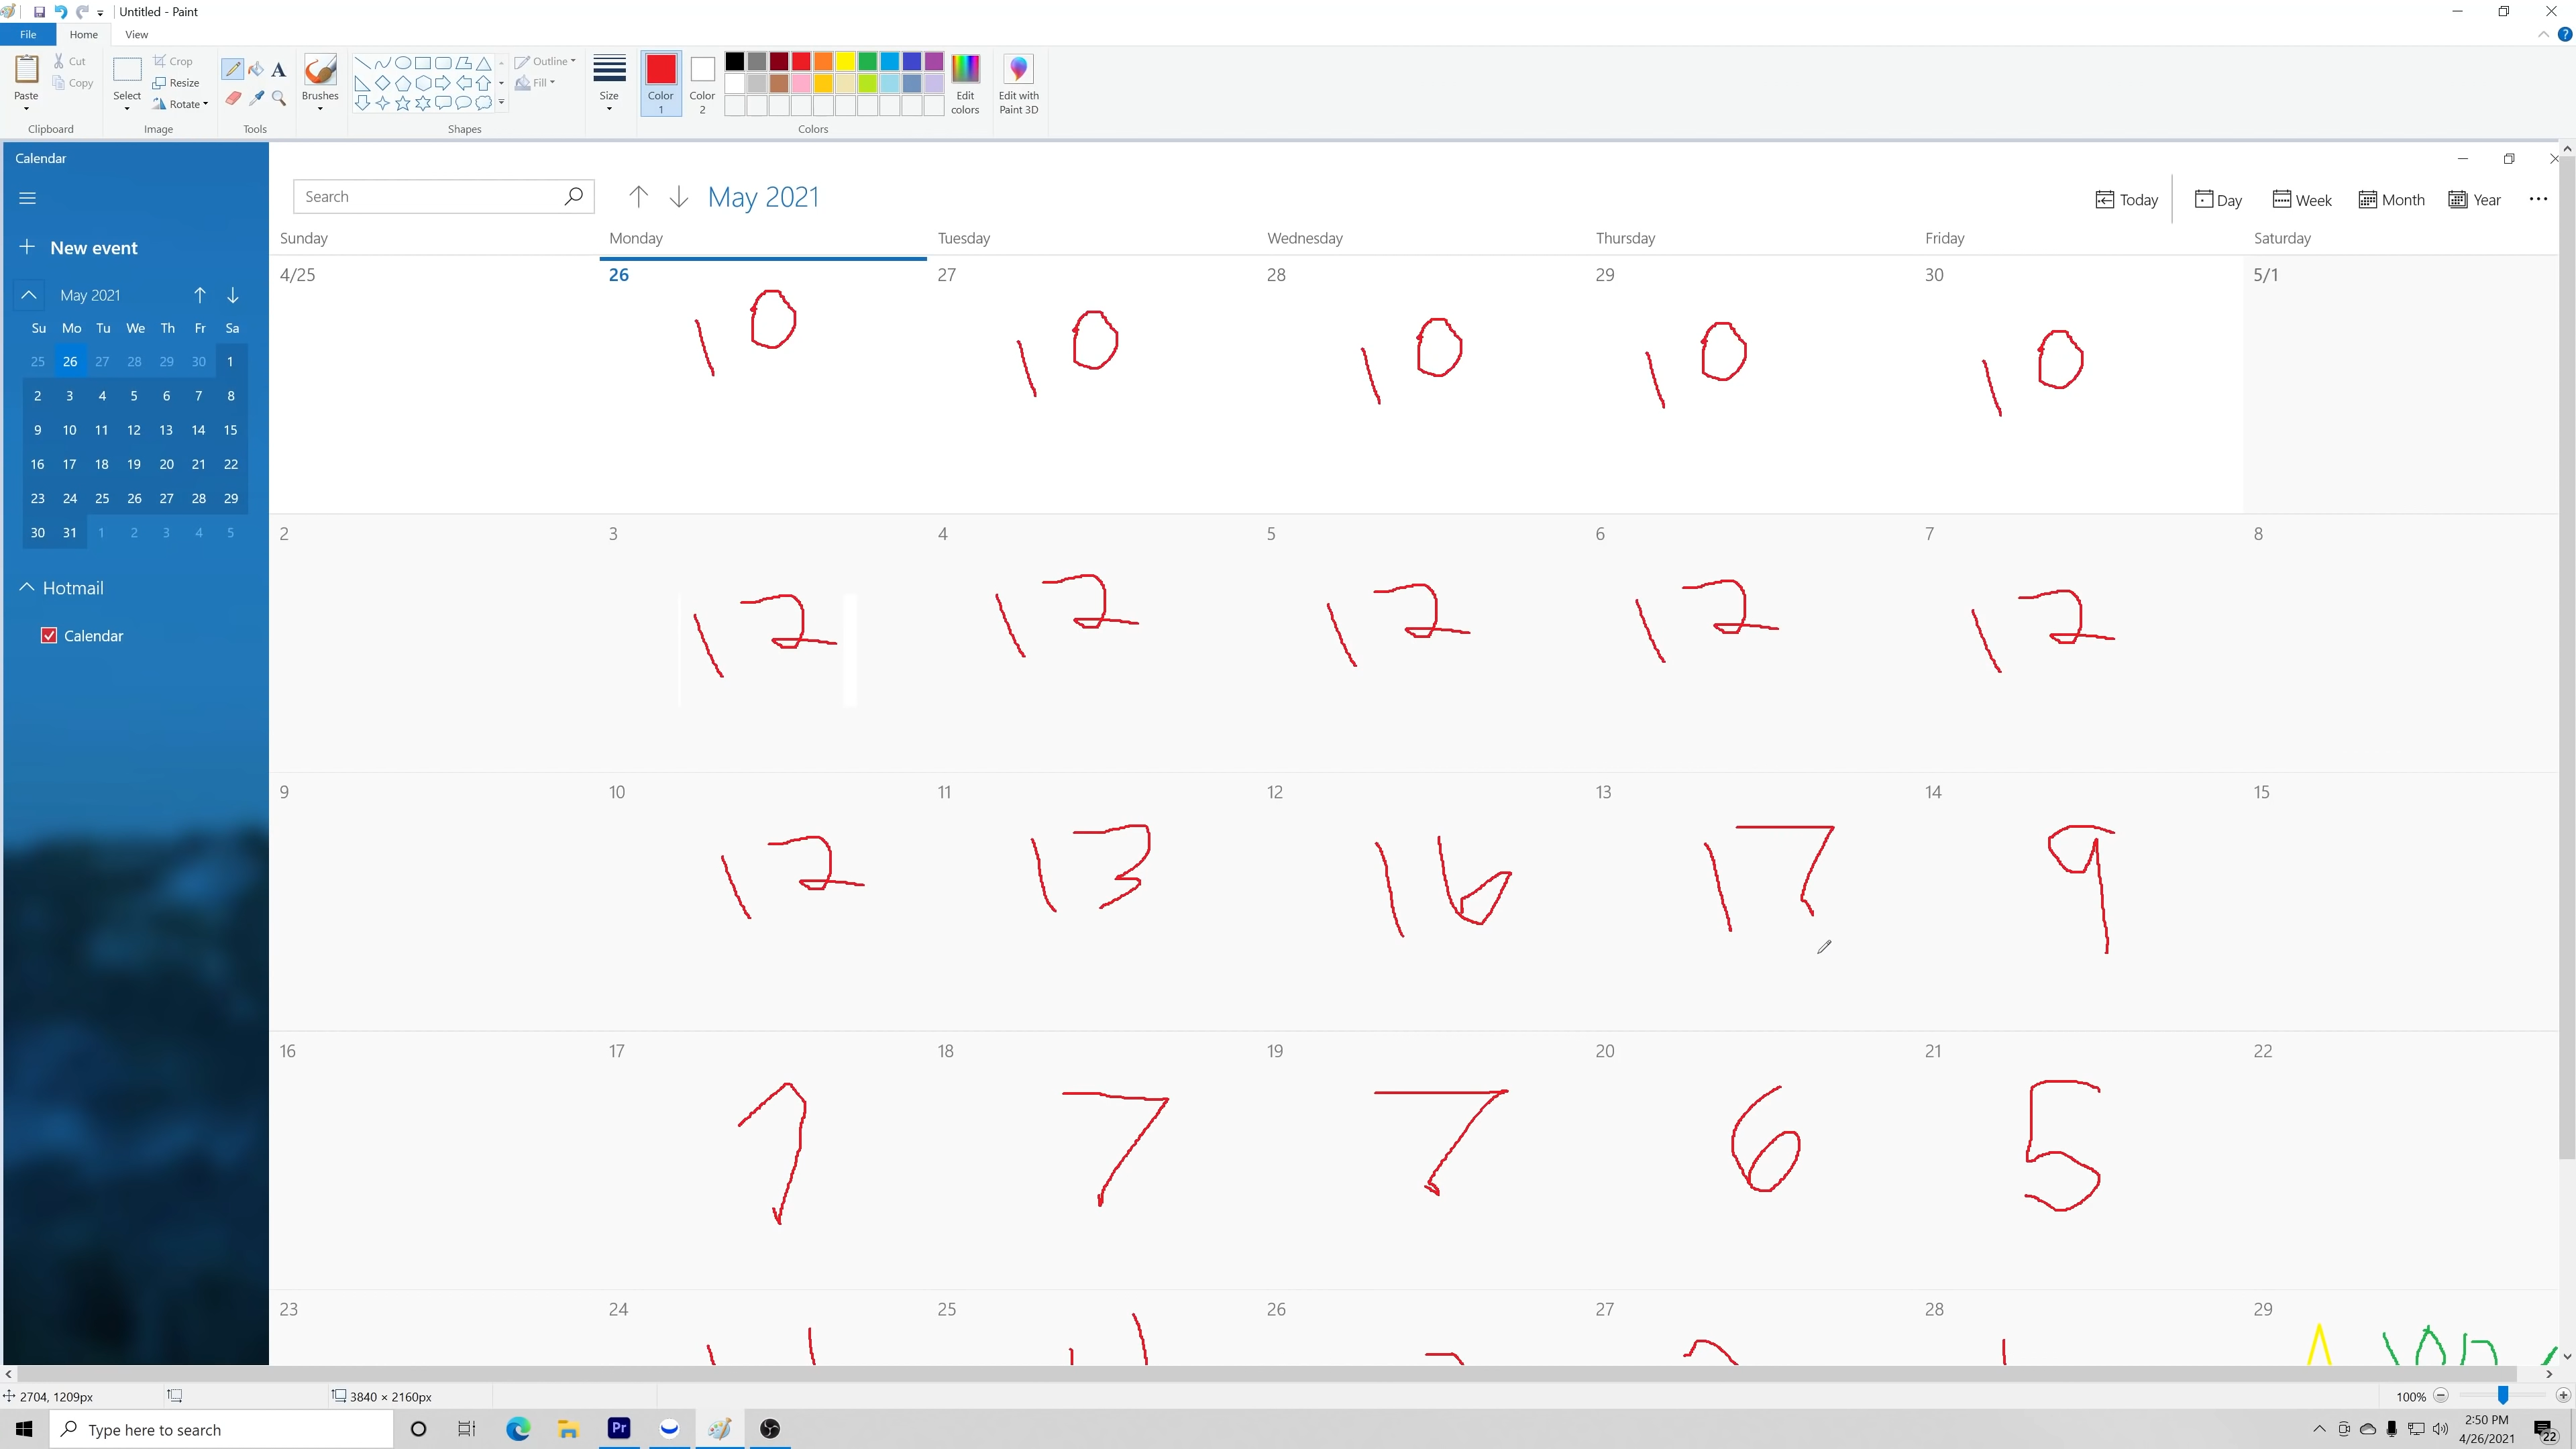 Untitled - Paint
File Home View
Paste Cut Copy Clipboard
Select Crop Resize Rotate Image
Tools
Brushes
Outline Fill Shapes
Size
Color 1 Color 2 Edit colors Edit with Paint 3D Colors
Calendar
Search May 2021 Today Day Week Month Year
New event
Sunday Monday Tuesday Wednesday Thursday Friday Saturday
May 2021
Su Mo Tu We Th Fr Sa
25 26 27 28 29 30 1
2 3 4 5 6 7 8
9 10 11 12 13 14 15
16 17 18 19 20 21 22
23 24 25 26 27 28 29
30 31 1 2 3 4 5
Hotmail
Calendar
4/25 26 27 28 29 30 5/1
10 10 10 10 10
2 3 4 5 6 7 8
12 12 12 12 12
9 10 11 12 13 14 15
12 13 16 17 9
16 17 18 19 20 21 22
7 7 7 6 5
23 24 25 26 27 28 29
2704, 1209px 3840 × 2160px 100%
Type here to search Pr 2:50 PM
4/26/2021 22